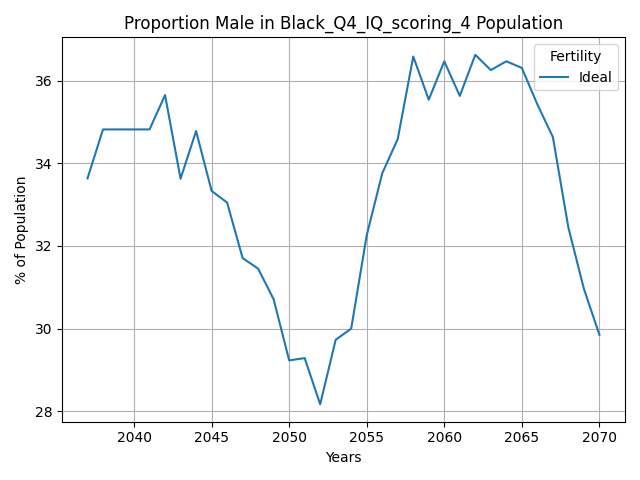 Proportion Male in Black_Q4_IQ_scoring_4 Population
Fertility
Ideal
36
34
32
30
28
% of Population
2040 2045 2050 2055 2060 2065 2070
Years